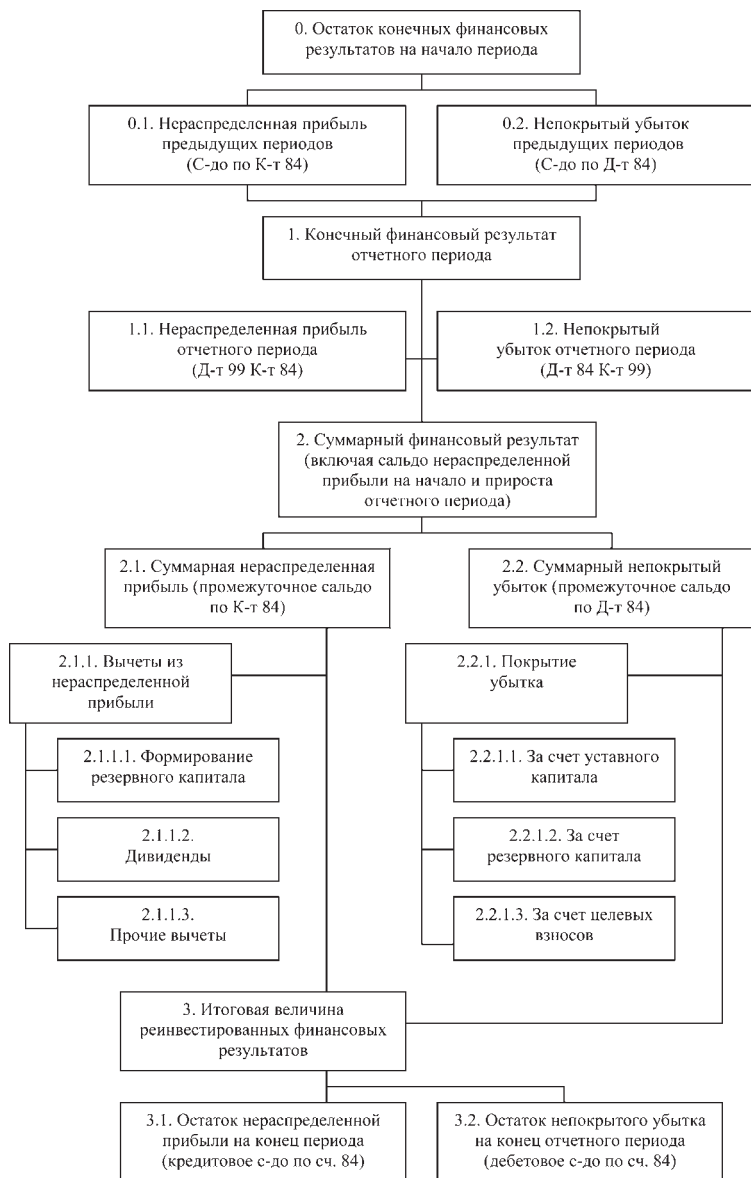 0. Остаток конечных финансовых
результатов на начало периода
0.1. Нераспределенная прибыль
предыдущих периодов
(С-до по К-т 84)
0.2. Непокрытый убыток
предыдущих периодов
(С-до по Д-т 84)
1. Конечный финансовый результат
отчетного периода
1.1. Нераспределенная прибыль
отчетного периода
(Д-т 99 К-т 84)
1.2. Непокрытый
убыток отчетного периода
(Д-т 84 К-т 99)
2. Суммарный финансовый результат
(включая сальдо нераспределенной
прибыли на начало и прироста
отчетного периода)
2.1. Суммарная нераспределенная
прибыль (промежуточное сальдо
по К-т 84)
2.2. Суммарный непокрытый
убыток (промежуточное сальдо
по Д-т 84)
2.1.1. Вычеты из
нераспределенной
прибыли
2.1.1.1. Формирование
резервного капитала
2.1.1.2.
Дивиденды
2.1.1.3.
Прочие вычеты
2.2.1. Покрытие
убытка
2.2.1.1. За счет уставного
капитала
2.2.1.2. За счет
резервного капитала
2.2.1.3. За счет целевых
взносов
3. Итоговая величина
реинвестированных финансовых
результатов
3.1. Остаток нераспределенной
прибыли на конец периода
(кредитовое с-до по сч. 84)
3.2. Остаток непокрытого убытка
на конец отчетного периода
(дебетовое с-до по сч. 84)